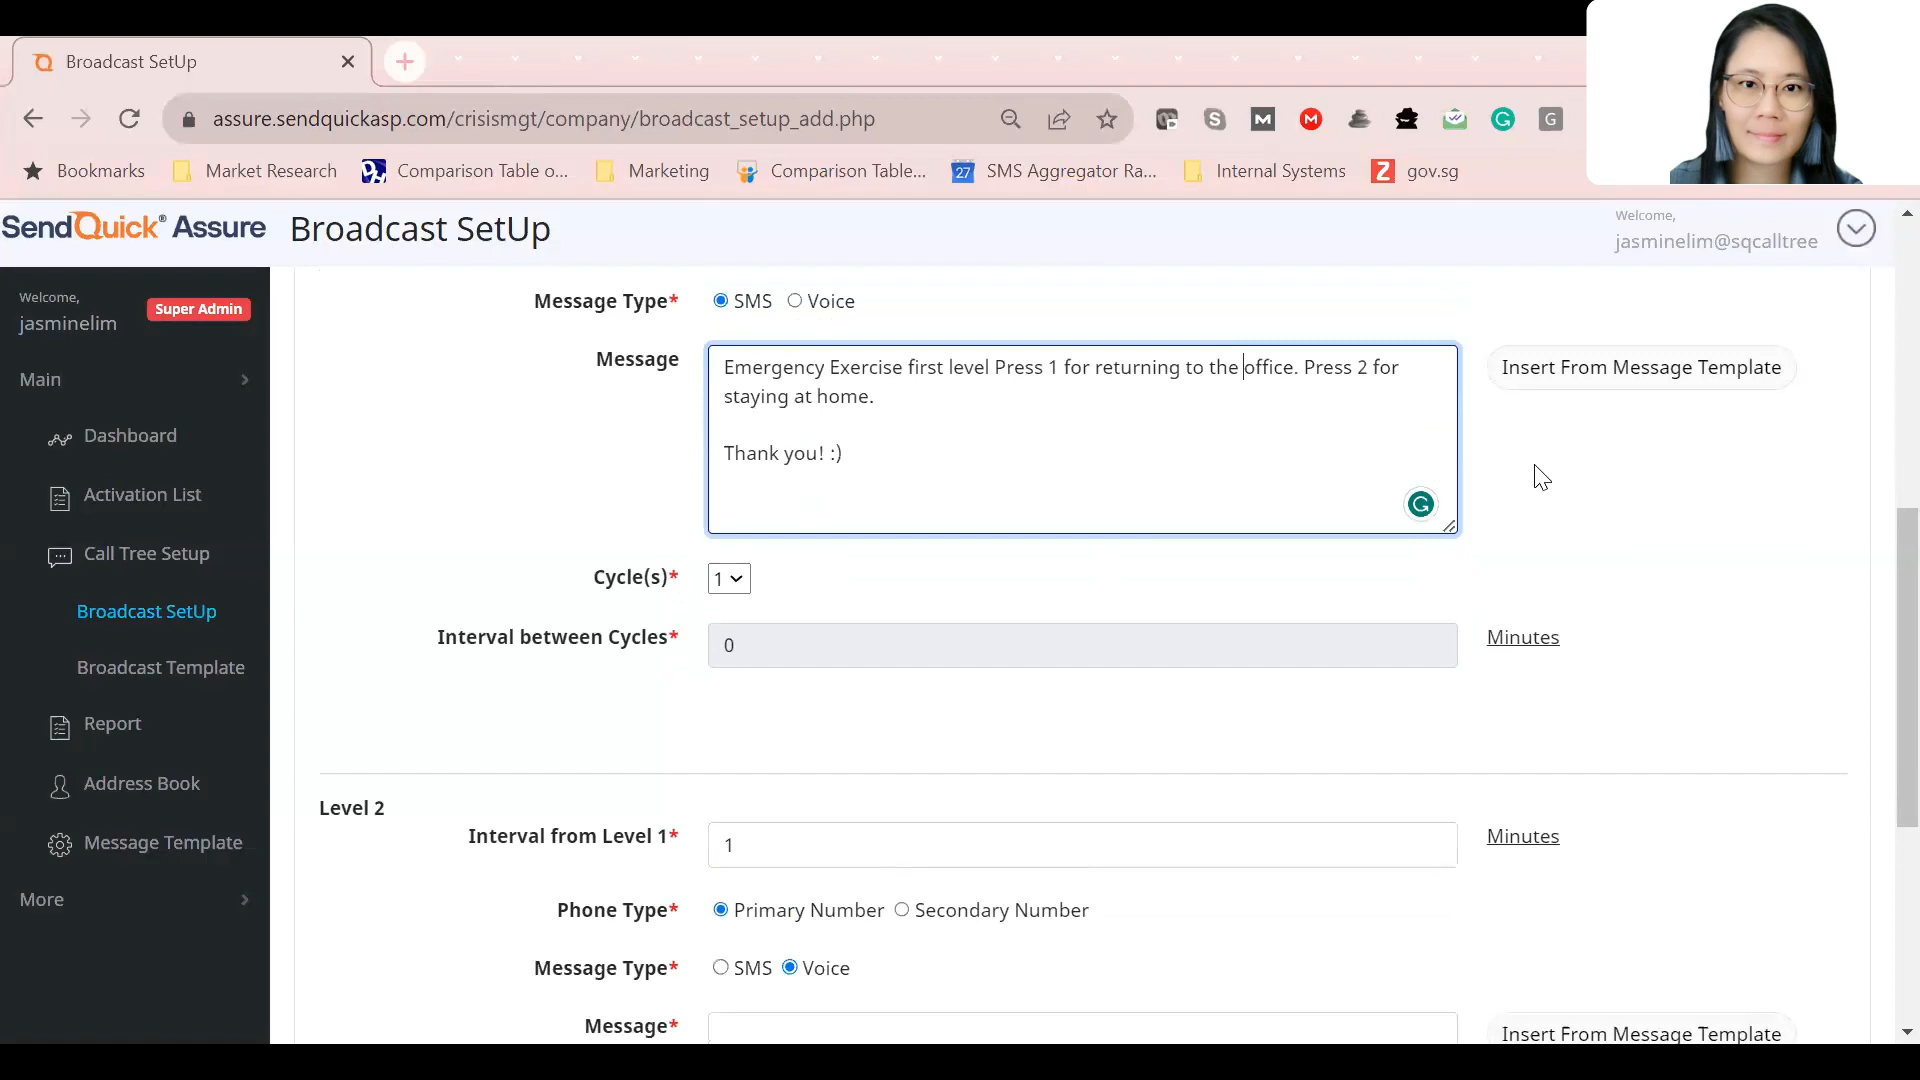 Broadcast SetUp
assure.sendquickasp.com/crisismgt/company/broadcast_setup_add.php
Bookmarks Market Research Comparison Table o... Marketing Comparison Table... SMS Aggregator Ra... Internal Systems gov.sg
SendQuick® Assure
Broadcast SetUp
Welcome,
jasminelim@sqcalltree
Welcome,
jasminelim
Super Admin
Main
Dashboard
Activation List
Call Tree Setup
Broadcast SetUp
Broadcast Template
Report
Address Book
Message Template
More
Message Type* SMS Voice
Message
Emergency Exercise first level Press 1 for returning to the office. Press 2 for
staying at home.
Thank you! :)
Insert From Message Template
Cycle(s)* 1
Interval between Cycles* 0 Minutes
Level 2
Interval from Level 1* 1 Minutes
Phone Type* Primary Number Secondary Number
Message Type* SMS Voice
Message* Insert From Message Template